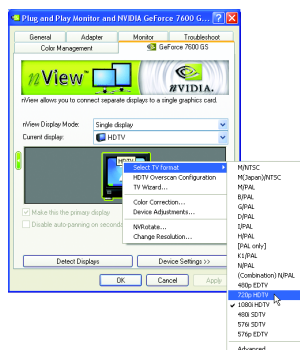 Plug and Play Monitor and NVIDIA GeForce 7600 G...
General
Adapter
Monitor
Troubleshoot
Color Management
GeForce 7600 GS
nView
NVIDIA.
nView allows you to connect separate displays to a single graphics card.
nView Display Mode:
Single display
Current display:
HDTV
HDTV
Select TV format
HDTV Overscan Configuration
TV Wizard...
Color Correction...
Device Adjustments...
NVRotate...
Change Resolution...
M/NTSC
M(Japan)/NTSC
M/PAL
B/PAL
G/PAL
D/PAL
I/PAL
H/PAL
[PAL only]
K1/PAL
N/PAL
(Combination) N/PAL
480p EDTV
720p HDTV
1080i HDTV
480i SDTV
576i SDTV
576p EDTV
Advanced
Make this the primary display
Disable auto-panning on second
Detect Displays
Device Settings >>
OK
Cancel
Apply